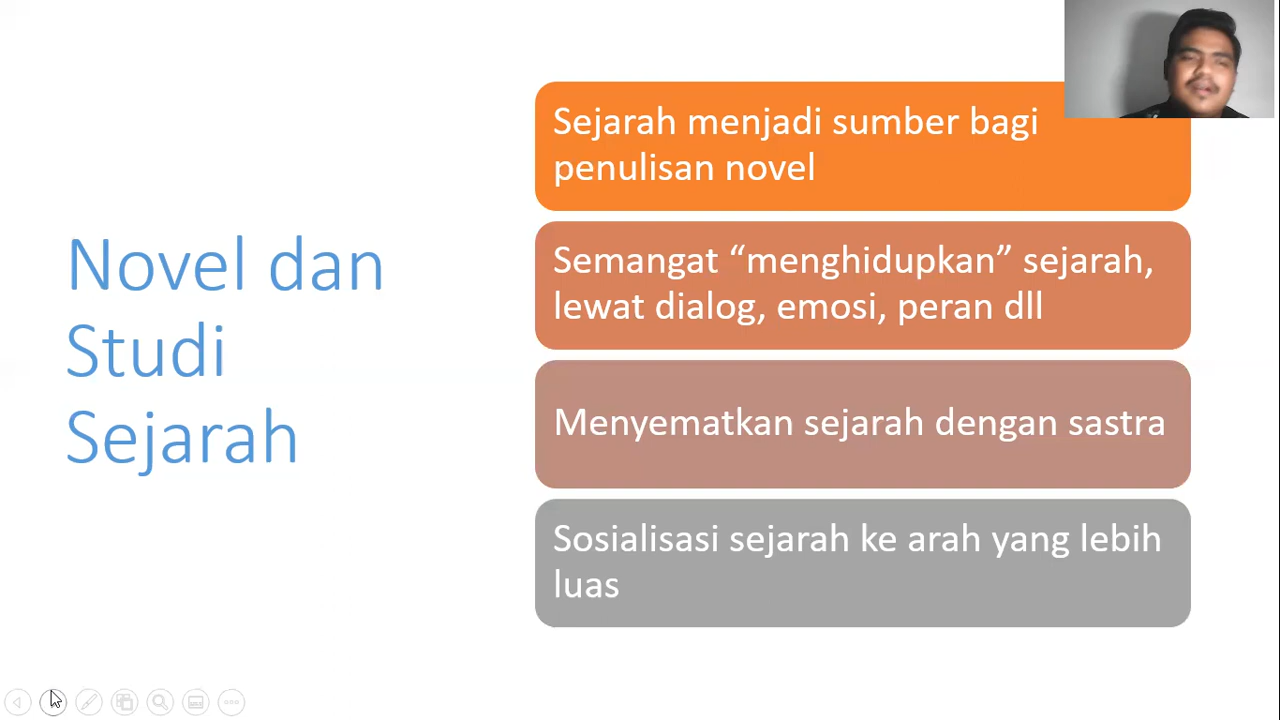 Novel dan
Studi
Sejarah
Sejarah menjadi sumber bagi
penulisan novel
Semangat “menghidupkan” sejarah,
lewat dialog, emosi, peran dll
Menyematkan sejarah dengan sastra
Sosialisasi sejarah ke arah yang lebih
luas